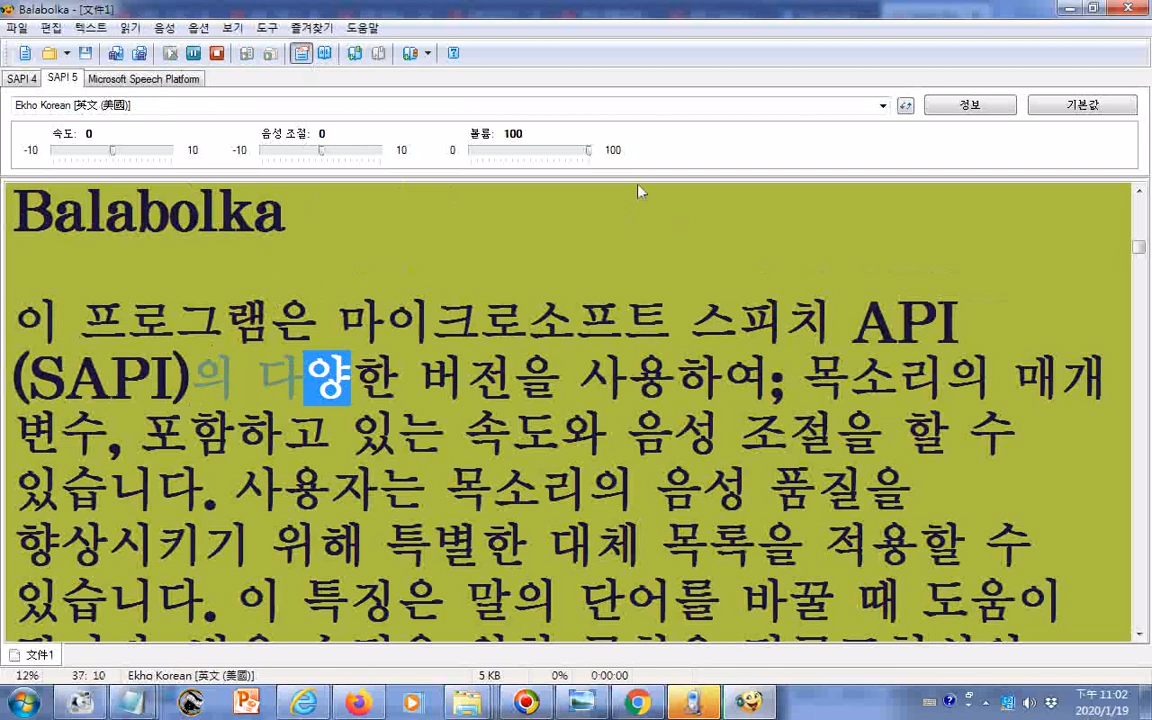 Balabolka - [文件1]
파일 편집 텍스트 읽기 음성 옵션 보기 도구 즐겨찾기 도움말
SAPI 4 SAPI 5 Microsoft Speech Platform
Ekho Korean [英文 (美國)] 정보 기본값
속도: 0 음성 조절: 0 볼륨: 100
-10 10 -10 10 0 100
Balabolka
이 프로그램은 마이크로소프트 스피치 API
(SAPI)의 다양한 버전을 사용하여; 목소리의 매개
변수, 포함하고 있는 속도와 음성 조절을 할 수
있습니다. 사용자는 목소리의 음성 품질을
향상시키기 위해 특별한 대체 목록을 적용할 수
있습니다. 이 특징은 말의 단어를 바꿀 때 도움이
文件1
12% 37: 10 Ekho Korean [英文 (美國)] 5 KB 0% 0:00:00
下午 11:02
2020/1/19